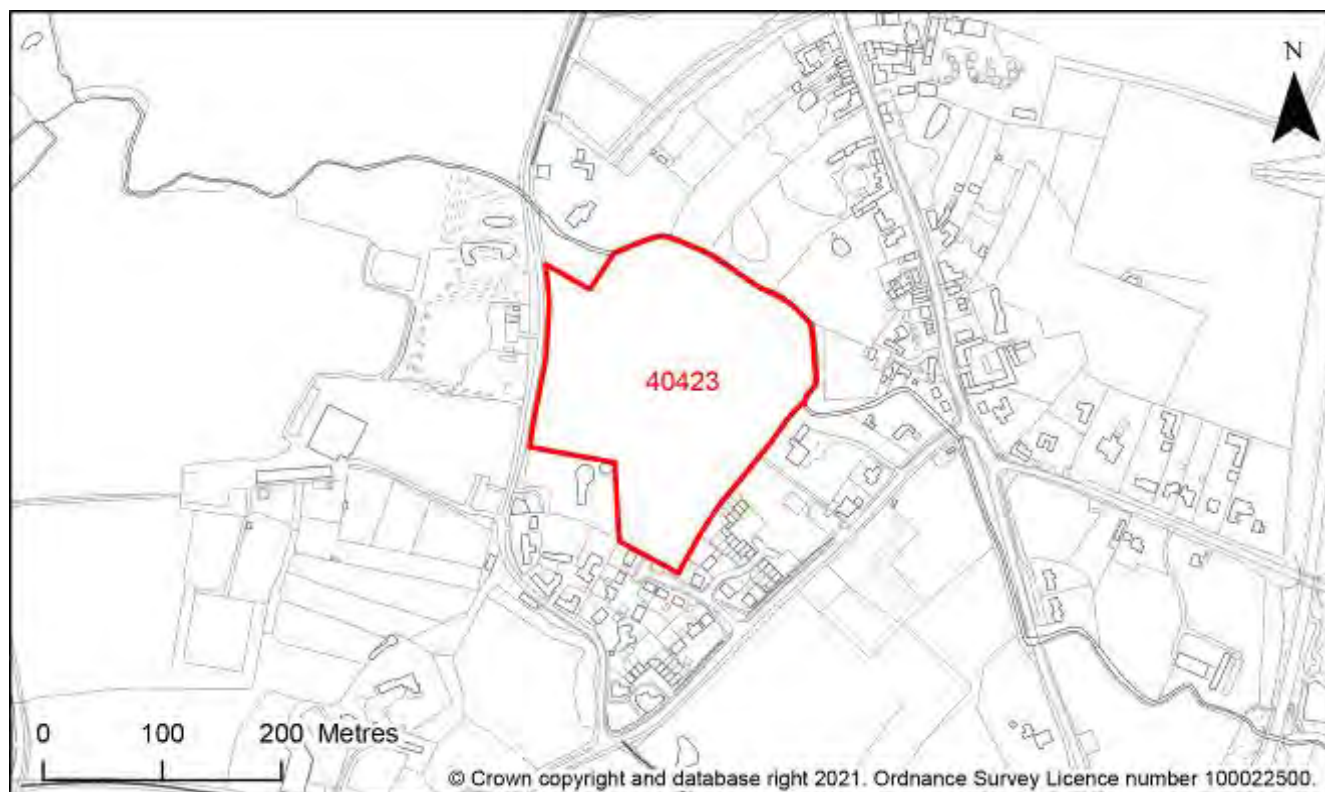 N
40423
0 100 200 Metres
© Crown copyright and database right 2021. Ordnance Survey Licence number 100022500.